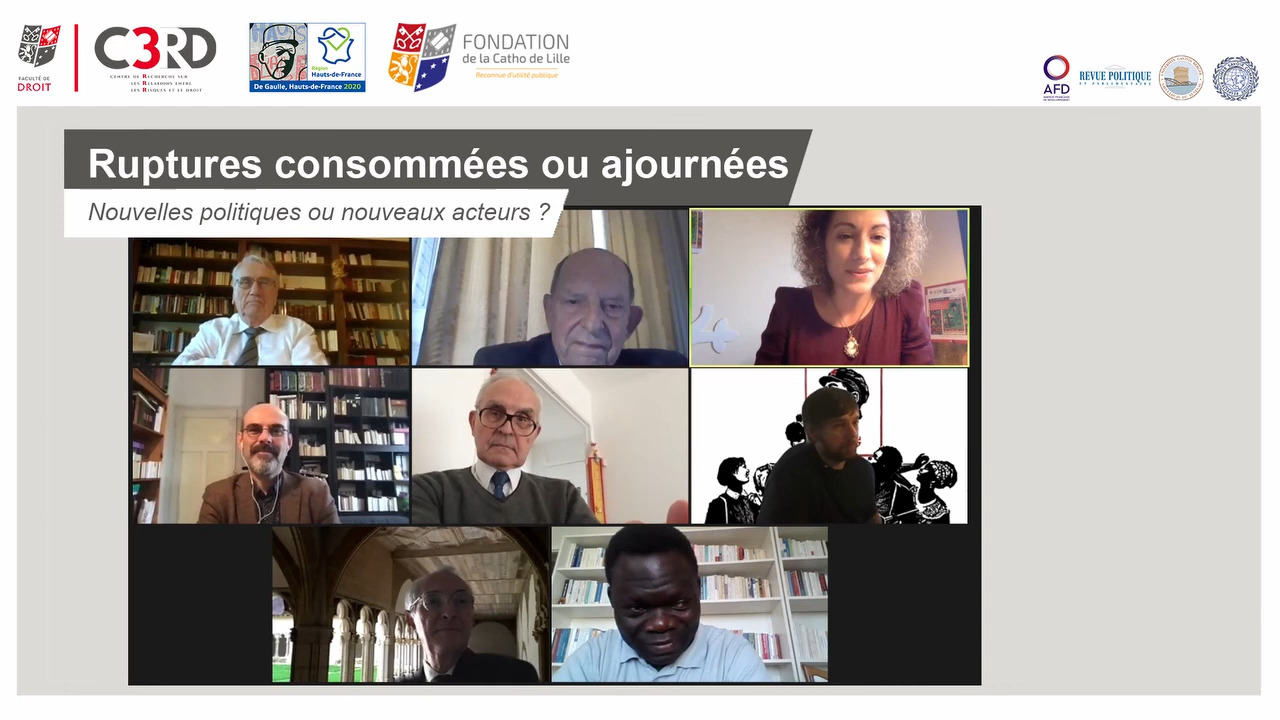 FACULTÉ DE
DROIT
C3RD
CENTRE DE RECHERCHE SUR
LES RELATIONS ENTRE
LES RISQUES ET LE DROIT
Région
Hauts-de-France
De Gaulle, Hauts-de-France 2020
FONDATION
de la Catho de Lille
Reconnue d'utilité publique
AFD
REVUE POLITIQUE
ET PARLEMENTAIRE
Ruptures consommées ou ajournées
Nouvelles politiques ou nouveaux acteurs ?